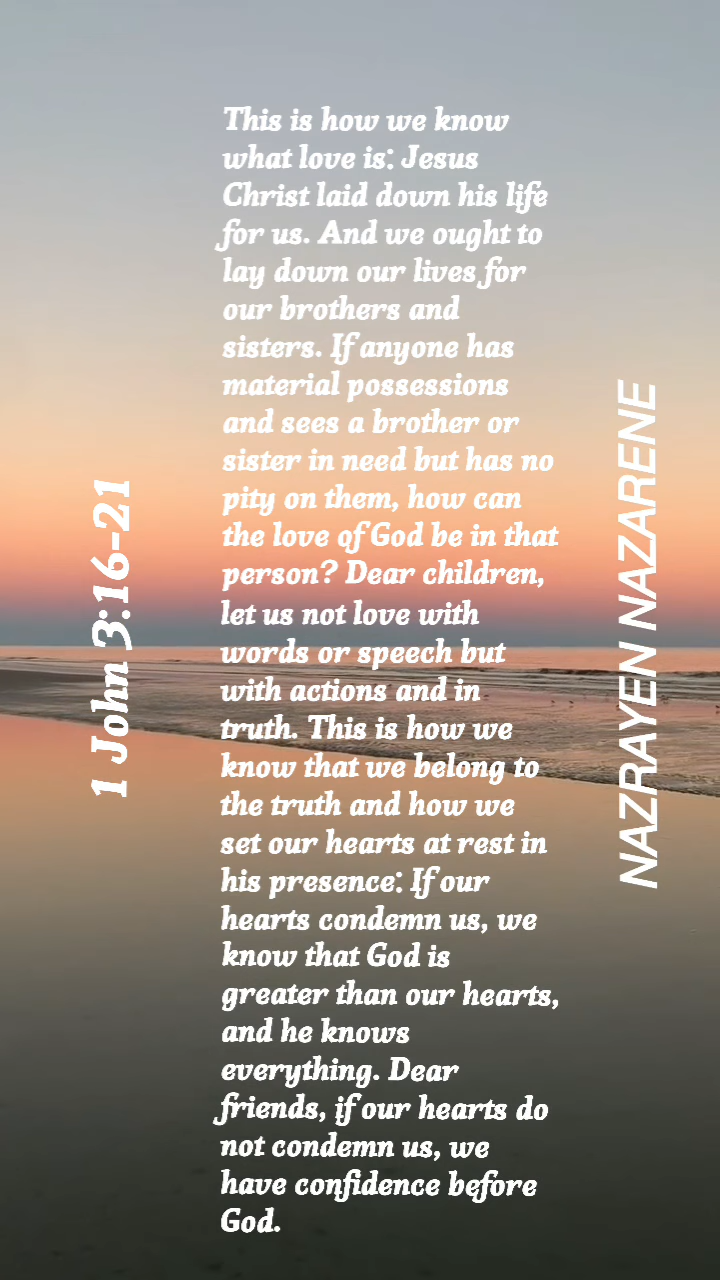 This is how we know
what love is: Jesus
Christ laid down his life
for us. And we ought to
lay down our lives for
our brothers and
sisters. If anyone has
material possessions
and sees a brother or
sister in need but has no
pity on them, how can
the love of God be in that
person? Dear children,
let us not love with
words or speech but
with actions and in
truth. This is how we
know that we belong to
the truth and how we
set our hearts at rest in
his presence: If our
hearts condemn us, we
know that God is
greater than our hearts,
and he knows
everything. Dear
friends, if our hearts do
not condemn us, we
have confidence before
God.
1 John 3:16-21
NAZRAYEN NAZARENE